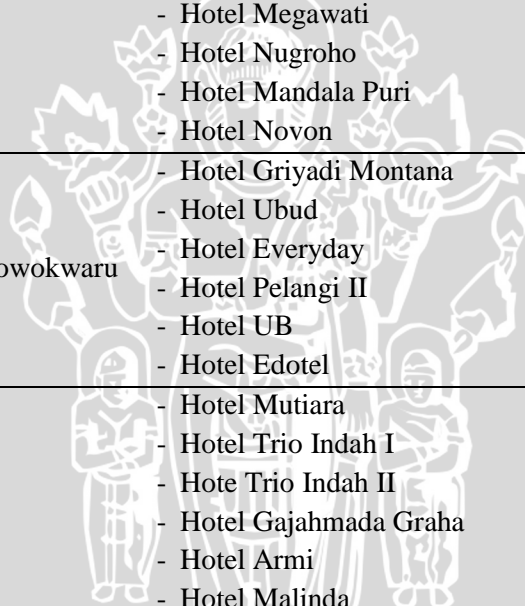 - Hotel Megawati
- Hotel Nugroho
- Hotel Mandala Puri
- Hotel Novon
- Hotel Griyadi Montana
- Hotel Ubud
- Hotel Everyday
owokwaru
- Hotel Pelangi II
- Hotel UB
- Hotel Edotel
- Hotel Mutiara
- Hotel Trio Indah I
- Hote Trio Indah II
- Hotel Gajahmada Graha
- Hotel Armi
- Hotel Malinda